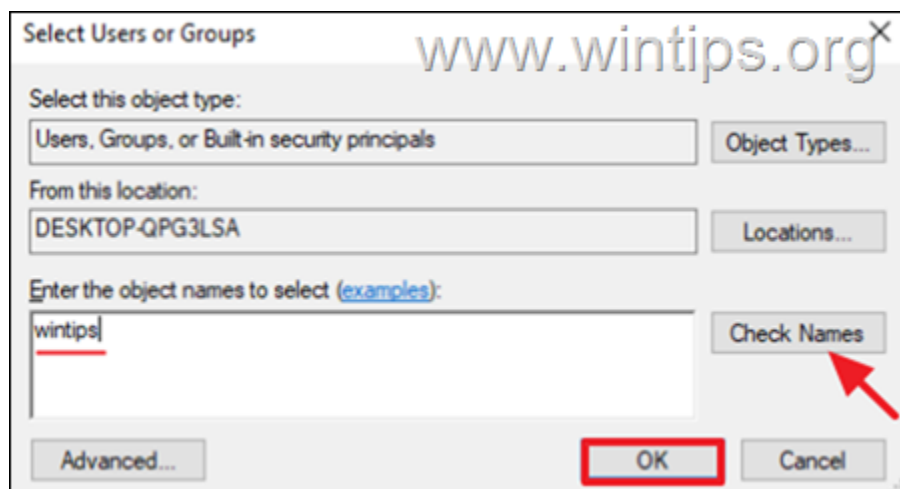 Select Users or Groups
www.wintips.org
Select this object type:
Users, Groups, or Built-in security principals
Object Types...
From this location:
DESKTOP-QPG3LSA
Locations...
Enter the object names to select (examples):
wintips
Check Names
Advanced...
OK
Cancel